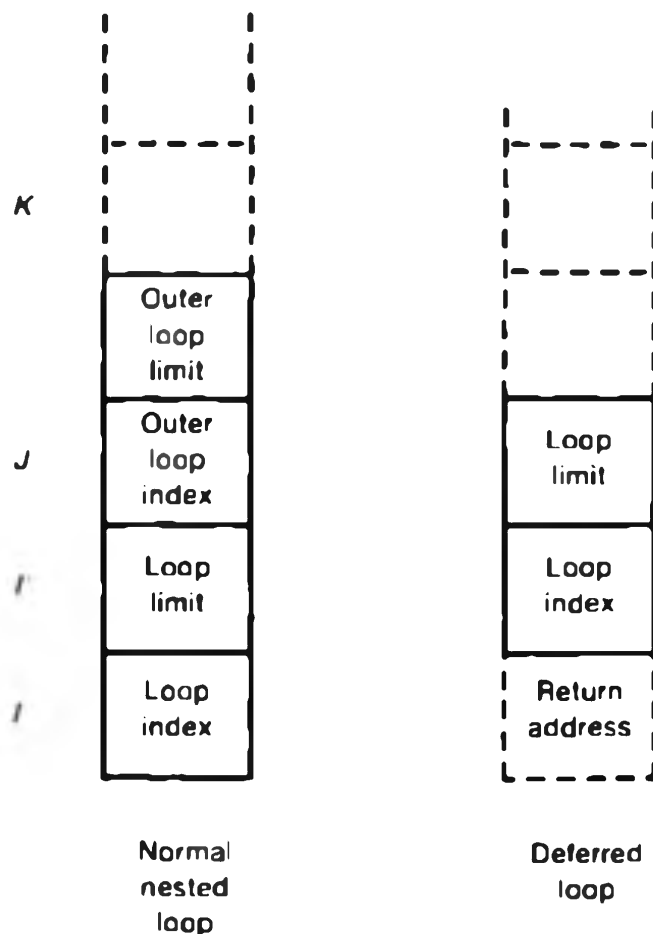 K
Outer
loop
limit
J
Outer
loop
index
I'
Loop
limit
I
Loop
index
Normal
nested
loop
Loop
limit
Loop
index
Return
address
Deferred
loop